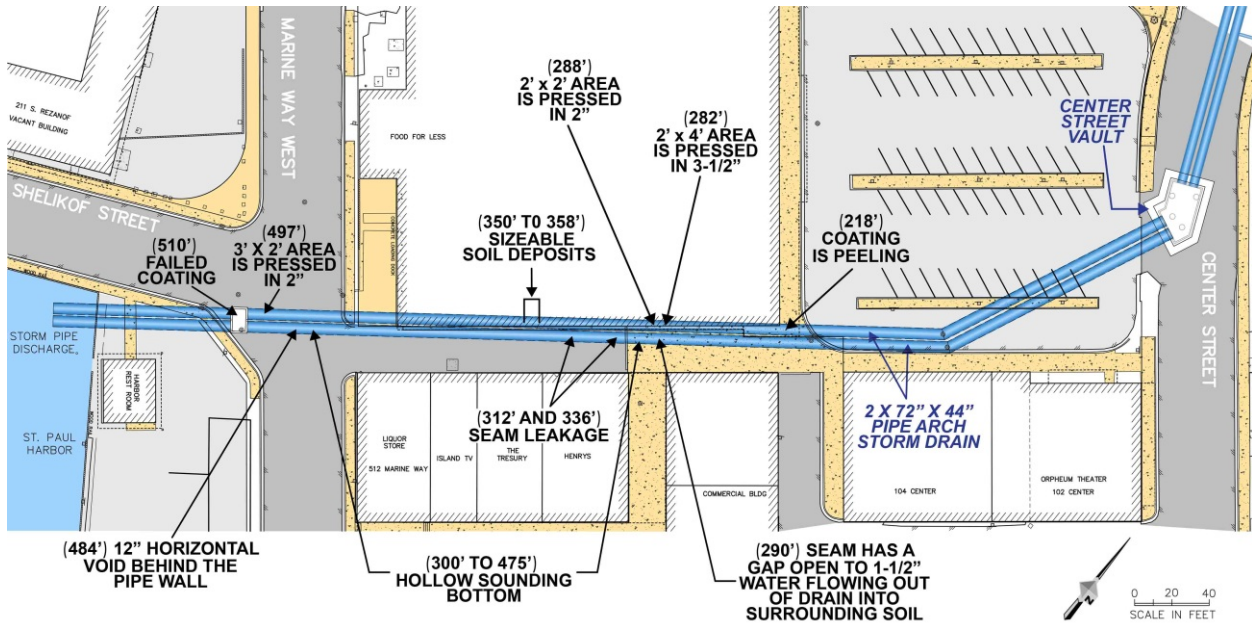 211 S. REZANOF
VACANT BUILDING
MARINE WAY WEST
SHELIKOF STREET
FOOD FOR LESS
CONCRETE LOADING DOCK
(288')
2' x 2' AREA
IS PRESSED
IN 2"
(282')
2' x 4' AREA
IS PRESSED
IN 3-1/2"
CENTER
STREET
VAULT
(510')
FAILED
COATING
(497')
3' X 2' AREA
IS PRESSED
IN 2"
(350' T0 358')
SIZEABLE
SOIL DEPOSITS
(218')
COATING
IS PEELING
CENTER STREET
STORM PIPE
DISCHARGE,
HARBOR
REST ROOM
ST. PAUL
HARBOR
(312' AND 336')
SEAM LEAKAGE
2 X 72" X 44"
PIPE ARCH
STORM DRAIN
LIQUOR
STORE
512 MARINE WAY
ISLAND TV
THE
TRESURY
HENRYS
COMMERCIAL BLDG
104 CENTER
ORPHEUM THEATER
102 CENTER
(484') 12" HORIZONTAL
VOID BEHIND THE
PIPE WALL
(300' TO 475')
HOLLOW SOUNDING
BOTTOM
(290') SEAM HAS A
GAP OPEN TO 1-1/2"
WATER FLOWING OUT
OF DRAIN INTO
SURROUNDING SOIL
N
0 20 40
SCALE IN FEET